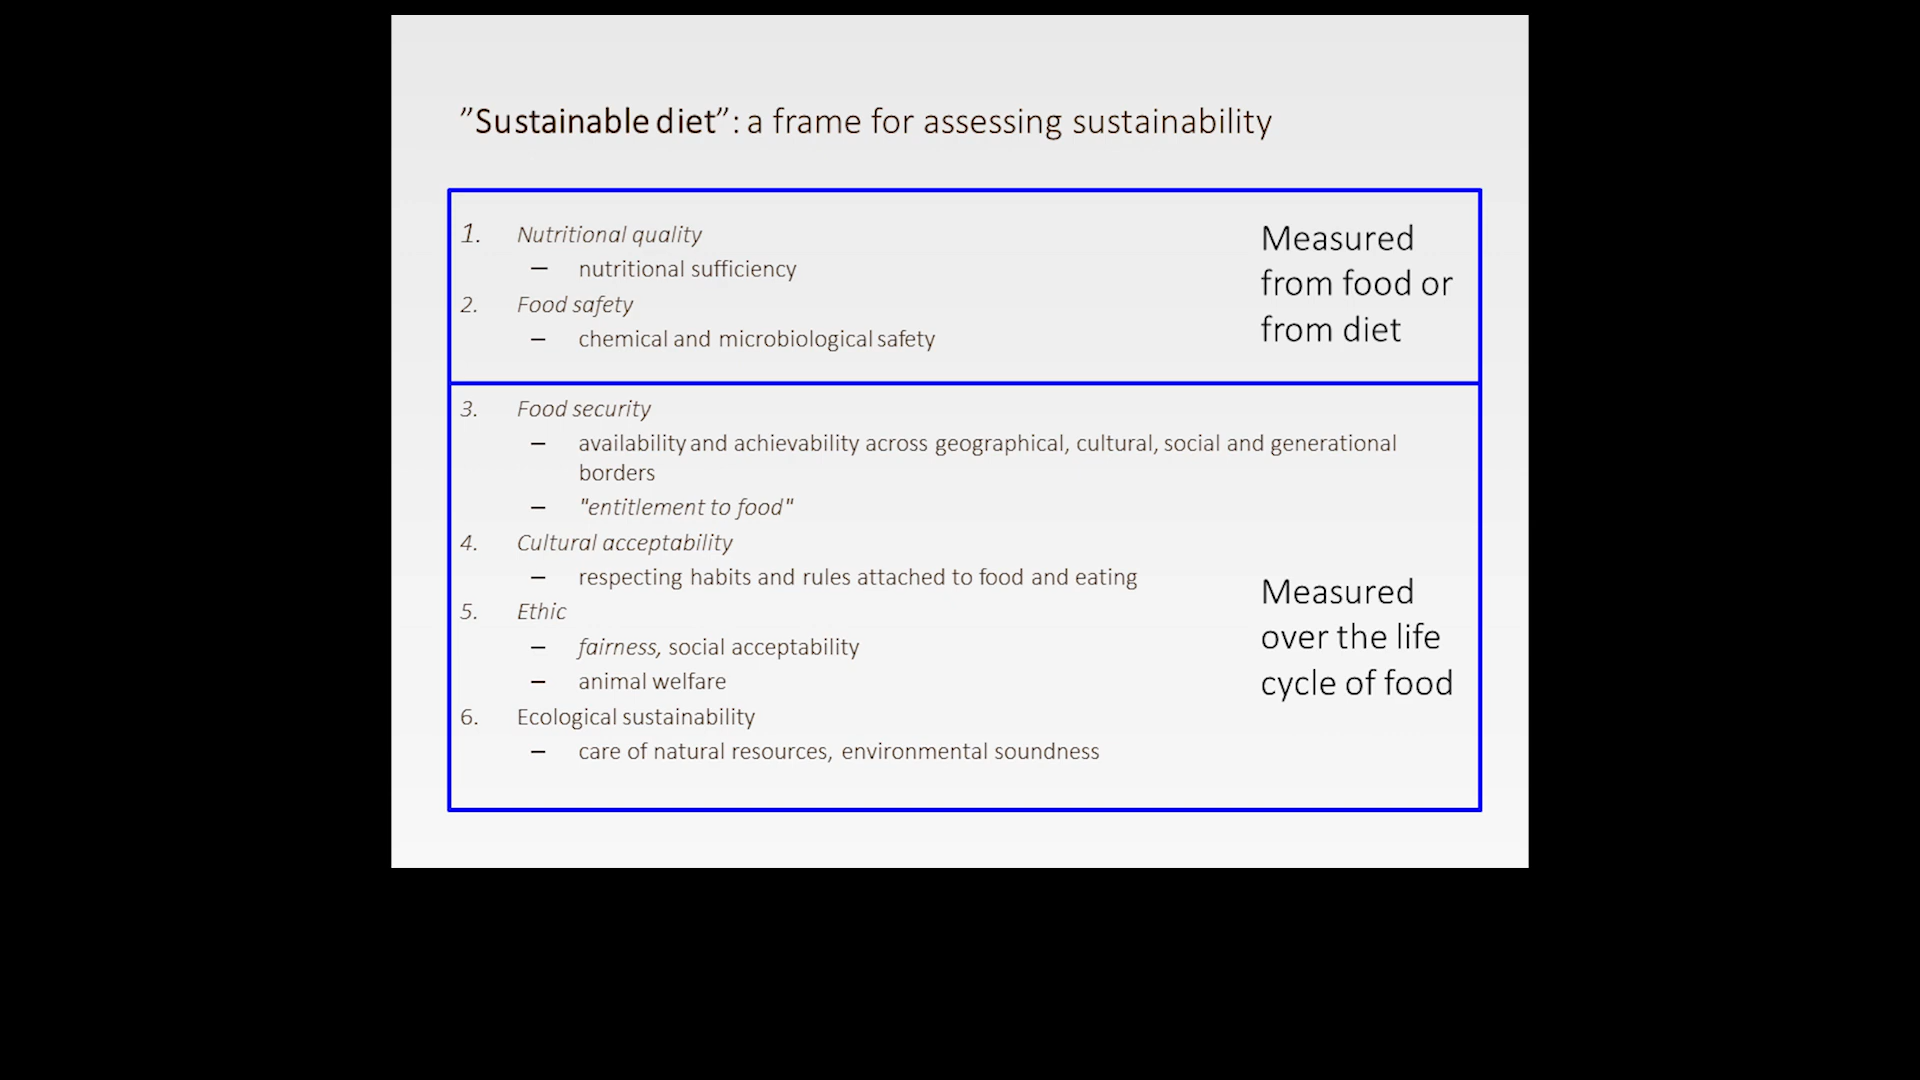 ”Sustainable diet”: a frame for assessing sustainability
1. Nutritional quality
– nutritional sufficiency
2. Food safety
– chemical and microbiological safety
Measured
from food or
from diet
3. Food security
– availability and achievability across geographical, cultural, social and generational
borders
– "entitlement to food"
4. Cultural acceptability
– respecting habits and rules attached to food and eating
5. Ethic
– fairness, social acceptability
– animal welfare
6. Ecological sustainability
– care of natural resources, environmental soundness
Measured
over the life
cycle of food